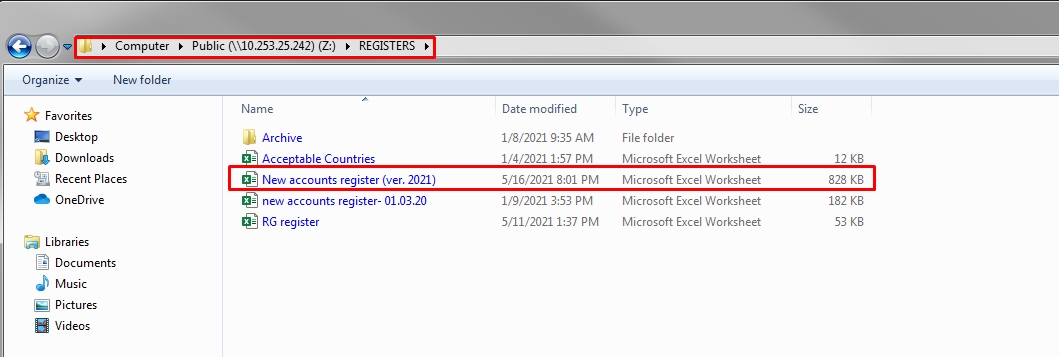 Computer Public (\\10.253.25.242) (Z:) REGISTERS
Organize New folder
Favorites
Desktop
Downloads
Recent Places
OneDrive
Libraries
Documents
Music
Pictures
Videos
Name Date modified Type Size
Archive 1/8/2021 9:35 AM File folder
Acceptable Countries 1/4/2021 1:57 PM Microsoft Excel Worksheet 12 KB
New accounts register (ver. 2021) 5/16/2021 8:01 PM Microsoft Excel Worksheet 828 KB
new accounts register- 01.03.20 1/9/2021 3:53 PM Microsoft Excel Worksheet 182 KB
RG register 5/11/2021 1:37 PM Microsoft Excel Worksheet 53 KB